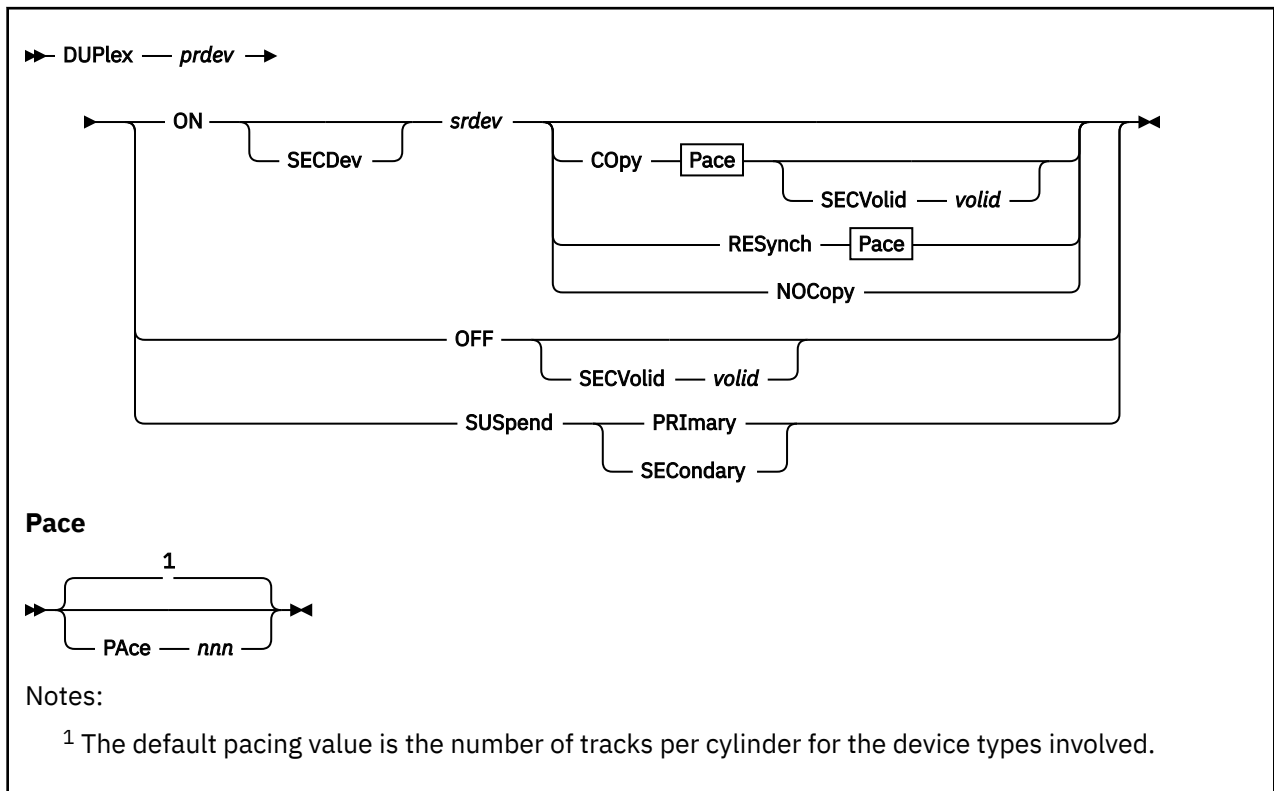 DUPlex prdev
ON SECDev srdev
COpy Pace
SECVolid volid
RESynch Pace
NOCopy
OFF
SECVolid volid
SUSpend PRImary
SECondary
Pace
1
PAce nnn
Notes:
1 The default pacing value is the number of tracks per cylinder for the device types involved.